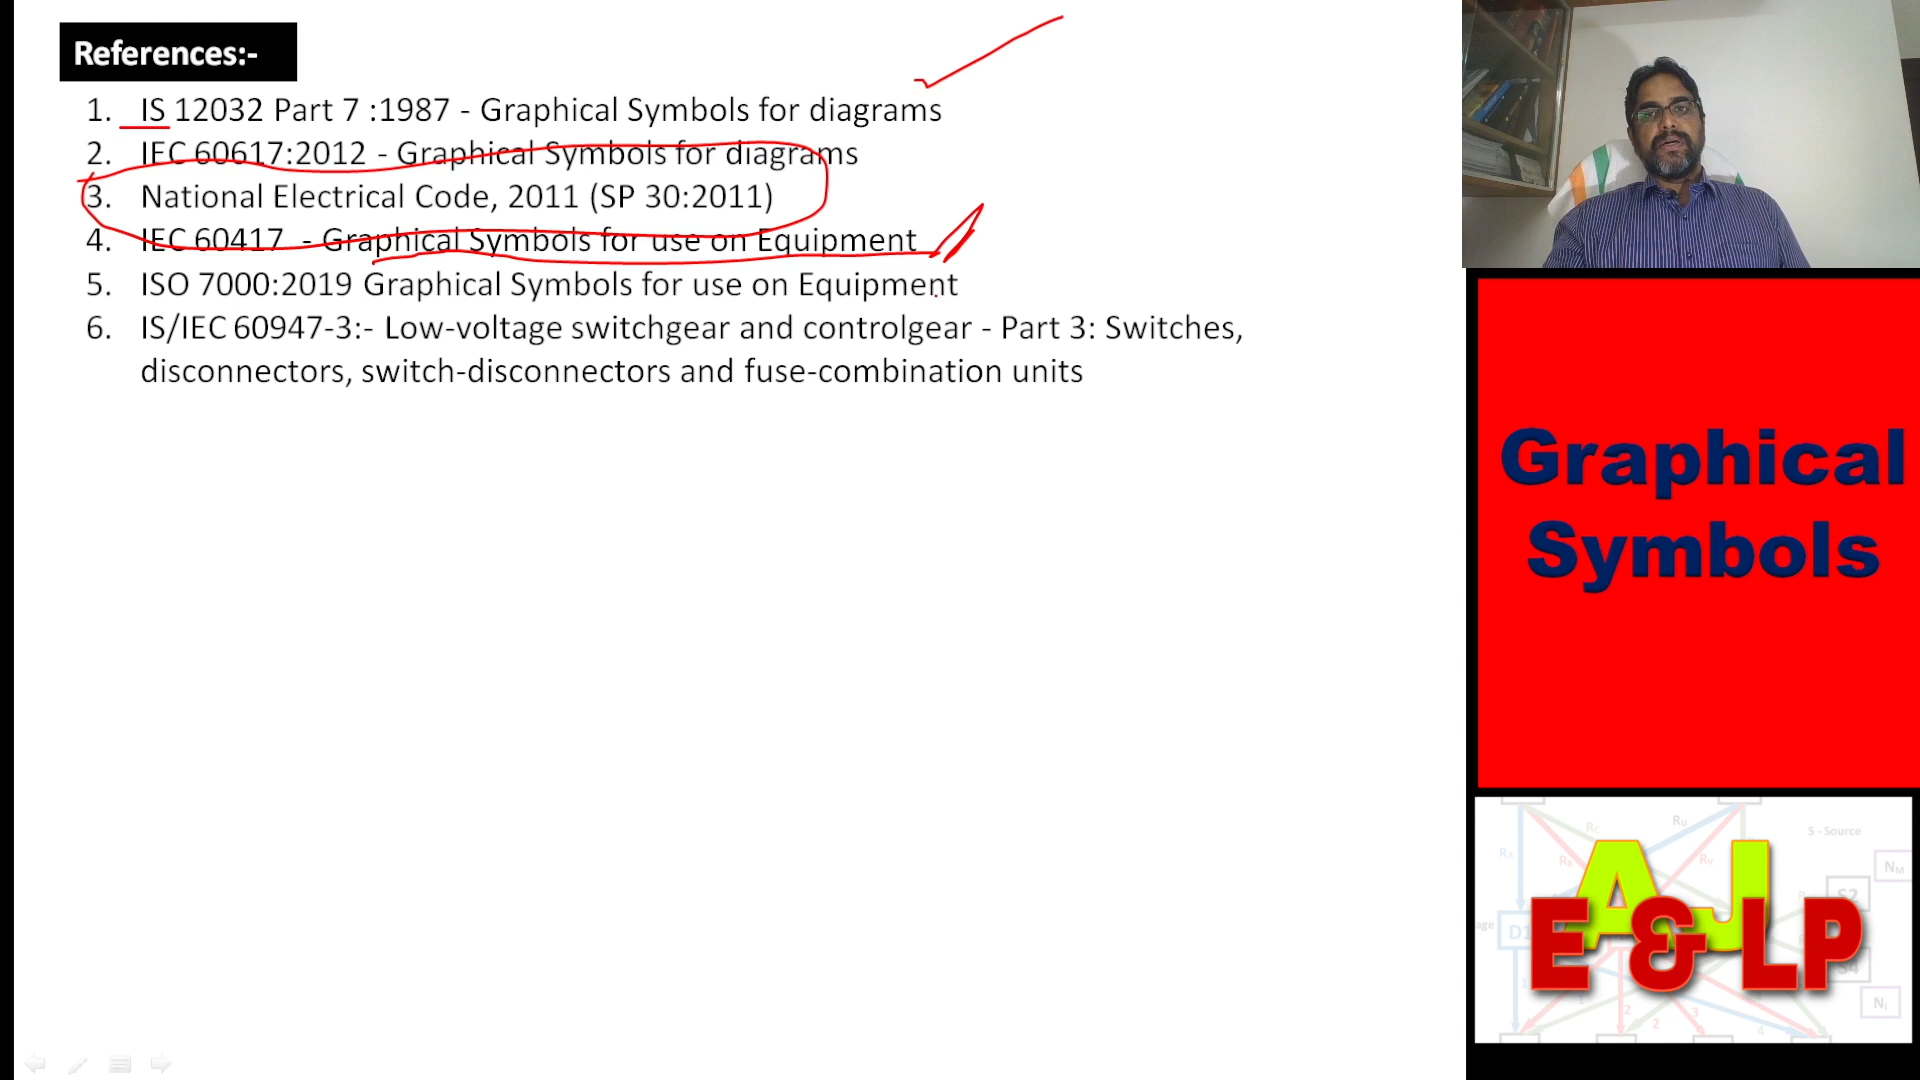 References:-
1. IS 12032 Part 7 :1987 - Graphical Symbols for diagrams
2. IEC 60617:2012 - Graphical Symbols for diagrams
3. National Electrical Code, 2011 (SP 30:2011)
4. IEC 60417 - Graphical Symbols for use on Equipment
5. ISO 7000:2019 Graphical Symbols for use on Equipment
6. IS/IEC 60947-3:- Low-voltage switchgear and controlgear - Part 3: Switches,
disconnectors, switch-disconnectors and fuse-combination units
Graphical
Symbols
S - Source
AJ
E & LP